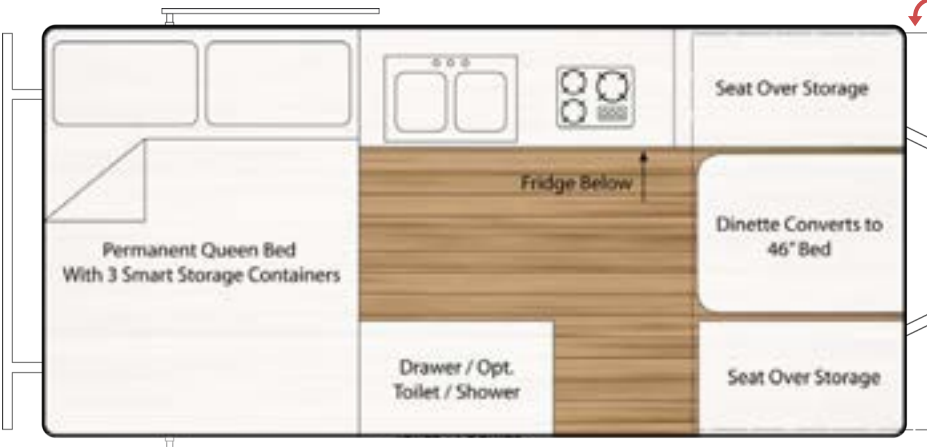 Seat Over Storage
Fridge Below
Dinette Converts to
46" Bed
Permanent Queen Bed
With 3 Smart Storage Containers
Drawer / Opt.
Toilet / Shower
Seat Over Storage